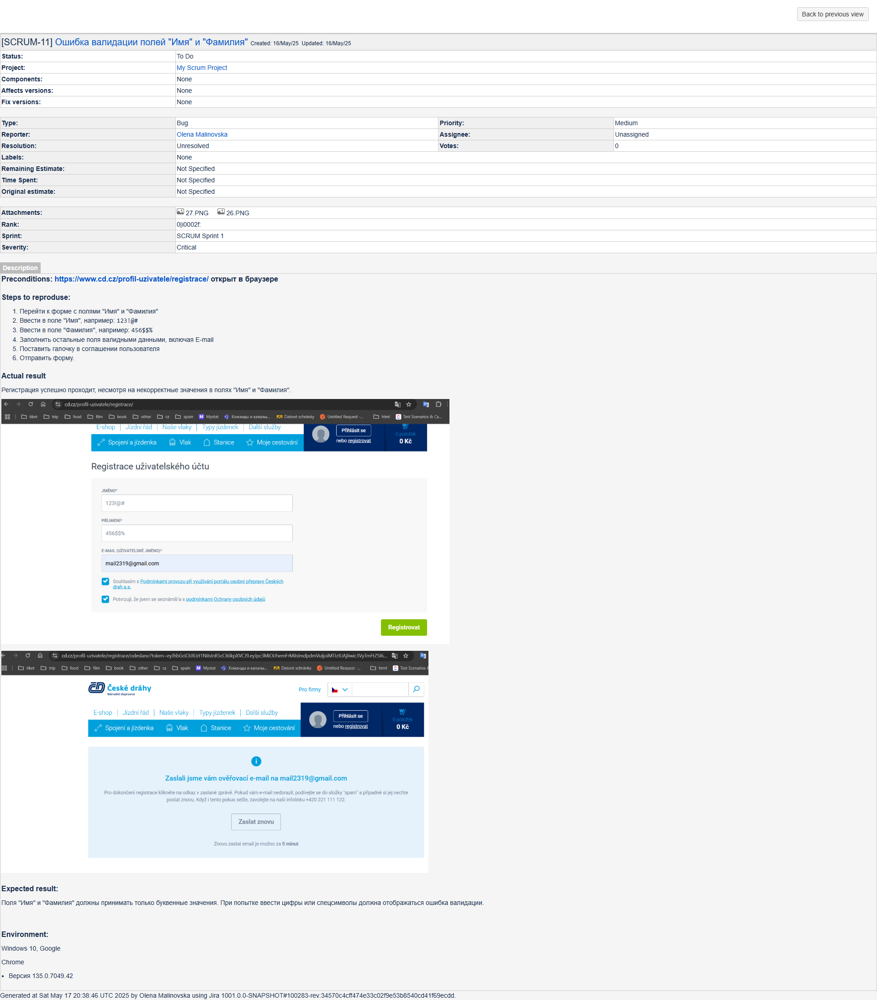 Back to previous view
[SCRUM-11] Ошибка валидации полей "Имя" и "Фамилия" Created: 16/May/25 Updated: 16/May/25
Status: To Do
Project: My Scrum Project
Components: None
Affects versions: None
Fix versions: None
Type: Bug Priority: Medium
Reporter: Olena Malinovska Assignee: Unassigned
Resolution: Unresolved Votes: 0
Labels: None
Remaining Estimate: Not Specified
Time Spent: Not Specified
Original estimate: Not Specified
Attachments: 27.PNG 26.PNG
Rank: 0|i0002f:
Sprint: SCRUM Sprint 1
Severity: Critical
Description
Preconditions: https://www.cd.cz/profil-uzivatele/registrace/ открыт в браузере
Steps to reproduse:
1. Перейти к форме с полями "Имя" и "Фамилия"
2. Ввести в поле "Имя", например: 123!@#
3. Ввести в поле "Фамилия", например: 456$$%
4. Заполнить остальные поля валидными данными, включая E-mail
5. Поставить галочку в соглашении пользователя
6. Отправить форму.
Actual result
Регистрация успешно проходит, несмотря на некорректные значения в полях "Имя" и "Фамилия".
cd.cz/profil-uzivatele/registrace/
tiket trip food film book other cz spain Mystat Команды и каналы... Datové schránky Untitled Request -... html Test Scenarios & Ca...
E-shop Jízdní řád Naše vlaky Typy jízdenek Další služby
Přihlásit se
nebo registrovat
0 položek
0 Kč
Spojení a jízdenka Vlak Stanice Moje cestování
Registrace uživatelského účtu
JMÉNO*
123!@#
PŘÍJMENÍ*
456$$%
E-MAIL (UŽIVATELSKÉ JMÉNO)*
mail2319@gmail.com
Souhlasím s Podmínkami provozu při využívání portálu osobní přepravy Českých
drah a.s.
Potvrzuji, že jsem se seznámil/a s podmínkami Ochrany osobních údajů
Registrovat
tiket trip food film book other cz spain Mystat Команды и каналы... Datové schránky Untitled Request -... html Test Scenarios &
České dráhy
Národní dopravce
Pro firmy
E-shop Jízdní řád Naše vlaky Typy jízdenek Další služby
Přihlásit se
nebo registrovat
0 položek
0 Kč
Spojení a jízdenka Vlak Stanice Moje cestování
Zaslali jsme vám ověřovací e-mail na mail2319@gmail.com
Pro dokončení registrace klikněte na odkaz v zaslané zprávě. Pokud vám e-mail nedorazil, podívejte se do složky "spam" a případně si jej nechte
poslat znovu. Když i tento pokus selže, zavolejte na naši infolinku +420 221 111 122.
Zaslat znovu
Znovu zaslat email je možno za 5 minut
Expected result:
Поля "Имя" и "Фамилия" должны принимать только буквенные значения. При попытке ввести цифры или спецсимволы должна отображаться ошибка валидации.
Environment:
Windows 10, Google
Chrome
• Версия 135.0.7049.42
Generated at Sat May 17 20:38:46 UTC 2025 by Olena Malinovska using Jira 1001.0.0-SNAPSHOT#100283-rev:34570c4cff474e33c02f9e53b8540cd41f69ecdd.